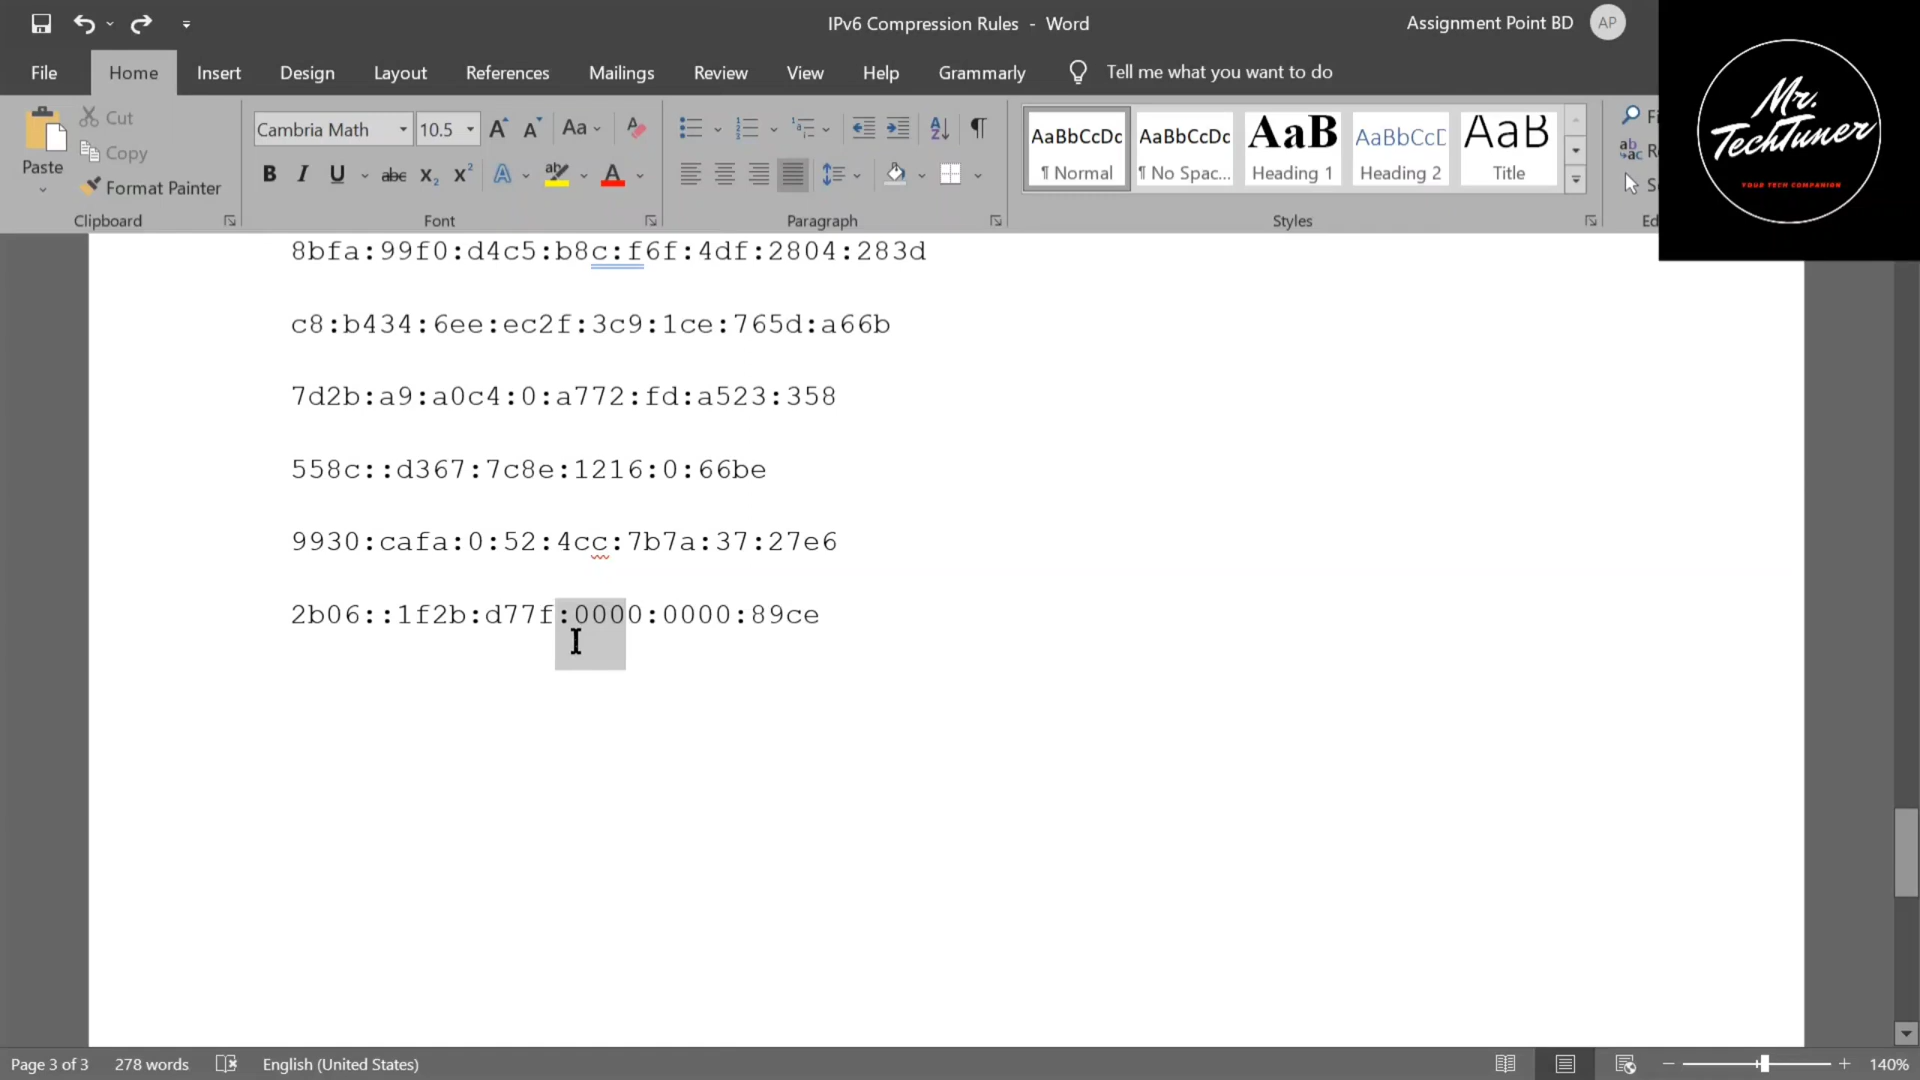 IPv6 Compression Rules - Word
Assignment Point BD
AP
File
Home
Insert
Design
Layout
References
Mailings
Review
View
Help
Grammarly
Tell me what you want to do
Mr.
TechTuner
YOUR TECH COMPANION
Paste
Cut
Copy
Format Painter
Clipboard
Cambria Math
10.5
Font
Paragraph
AaBbCcDc
¶ Normal
AaBbCcDc
¶ No Spac...
AaB
Heading 1
AaBbCcD
Heading 2
AaB
Title
Styles
8bfa:99f0:d4c5:b8c:f6f:4df:2804:283d
c8:b434:6ee:ec2f:3c9:1ce:765d:a66b
7d2b:a9:a0c4:0:a772:fd:a523:358
558c::d367:7c8e:1216:0:66be
9930:cafa:0:52:4cc:7b7a:37:27e6
2b06::1f2b:d77f:0000:0000:89ce
Page 3 of 3
278 words
English (United States)
140%